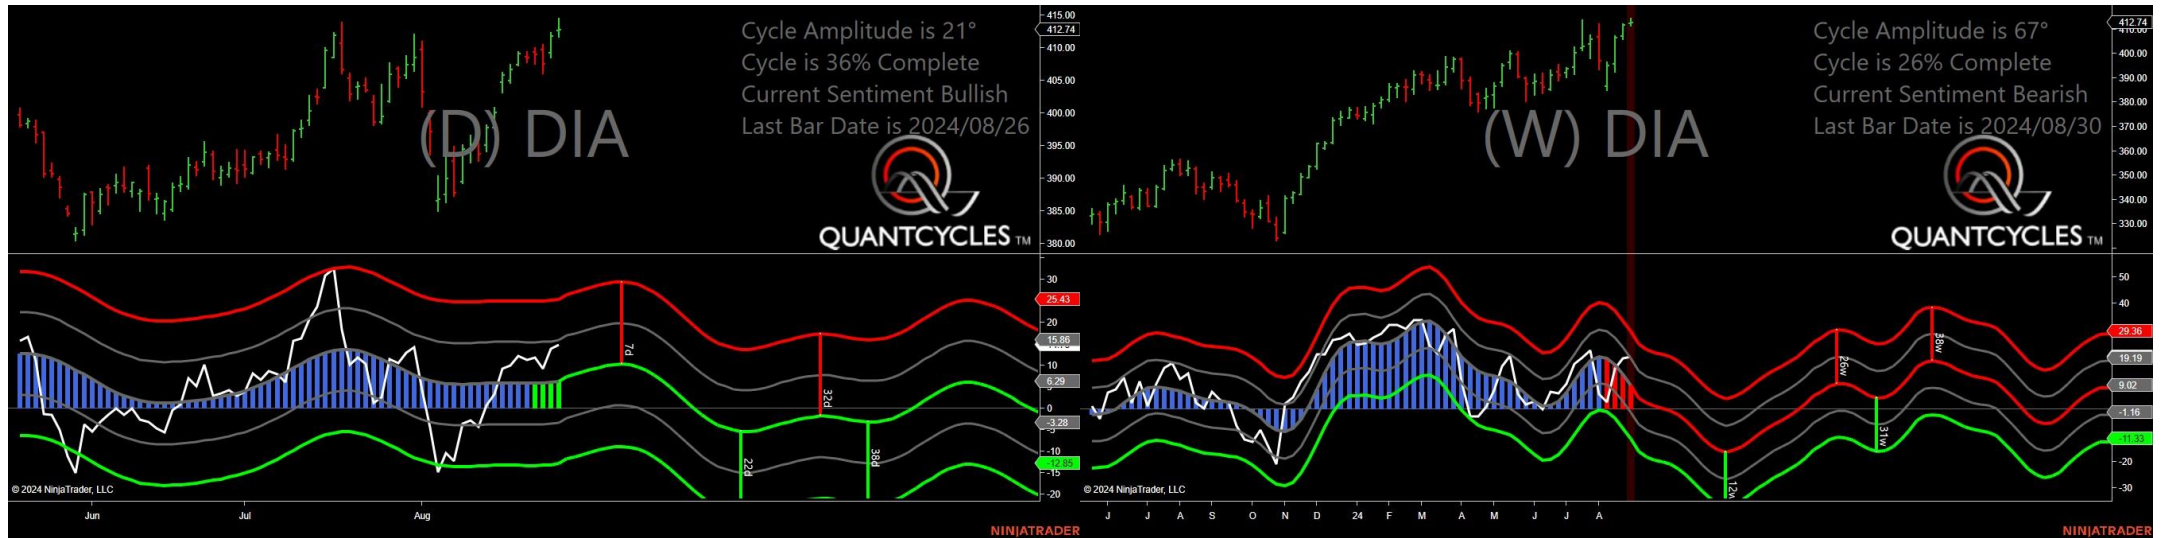 Cycle Amplitude is 21°
Cycle is 36% Complete
Current Sentiment Bullish
Last Bar Date is 2024/08/26
(D) DIA
QUANTCYCLES TM
415.00
412.74
410.00
405.00
400.00
395.00
390.00
385.00
380.00
30
25.43
20
15.86
10
6.29
0
-3.28
-5
-10
-12.85
-15
-20
7d
22d
32d
38d
© 2024 NinjaTrader, LLC
Jun Jul Aug
NINJATRADER
Cycle Amplitude is 67°
Cycle is 26% Complete
Current Sentiment Bearish
Last Bar Date is 2024/08/30
(W) DIA
QUANTCYCLES TM
412.74
410.00
400.00
390.00
380.00
370.00
360.00
350.00
340.00
330.00
50
40
29.36
19.19
9.02
-1.16
-11.33
-20
-30
12w
26w
31w
38w
© 2024 NinjaTrader, LLC
J J A S O N D 24 F M A M J J A
NINJATRADER